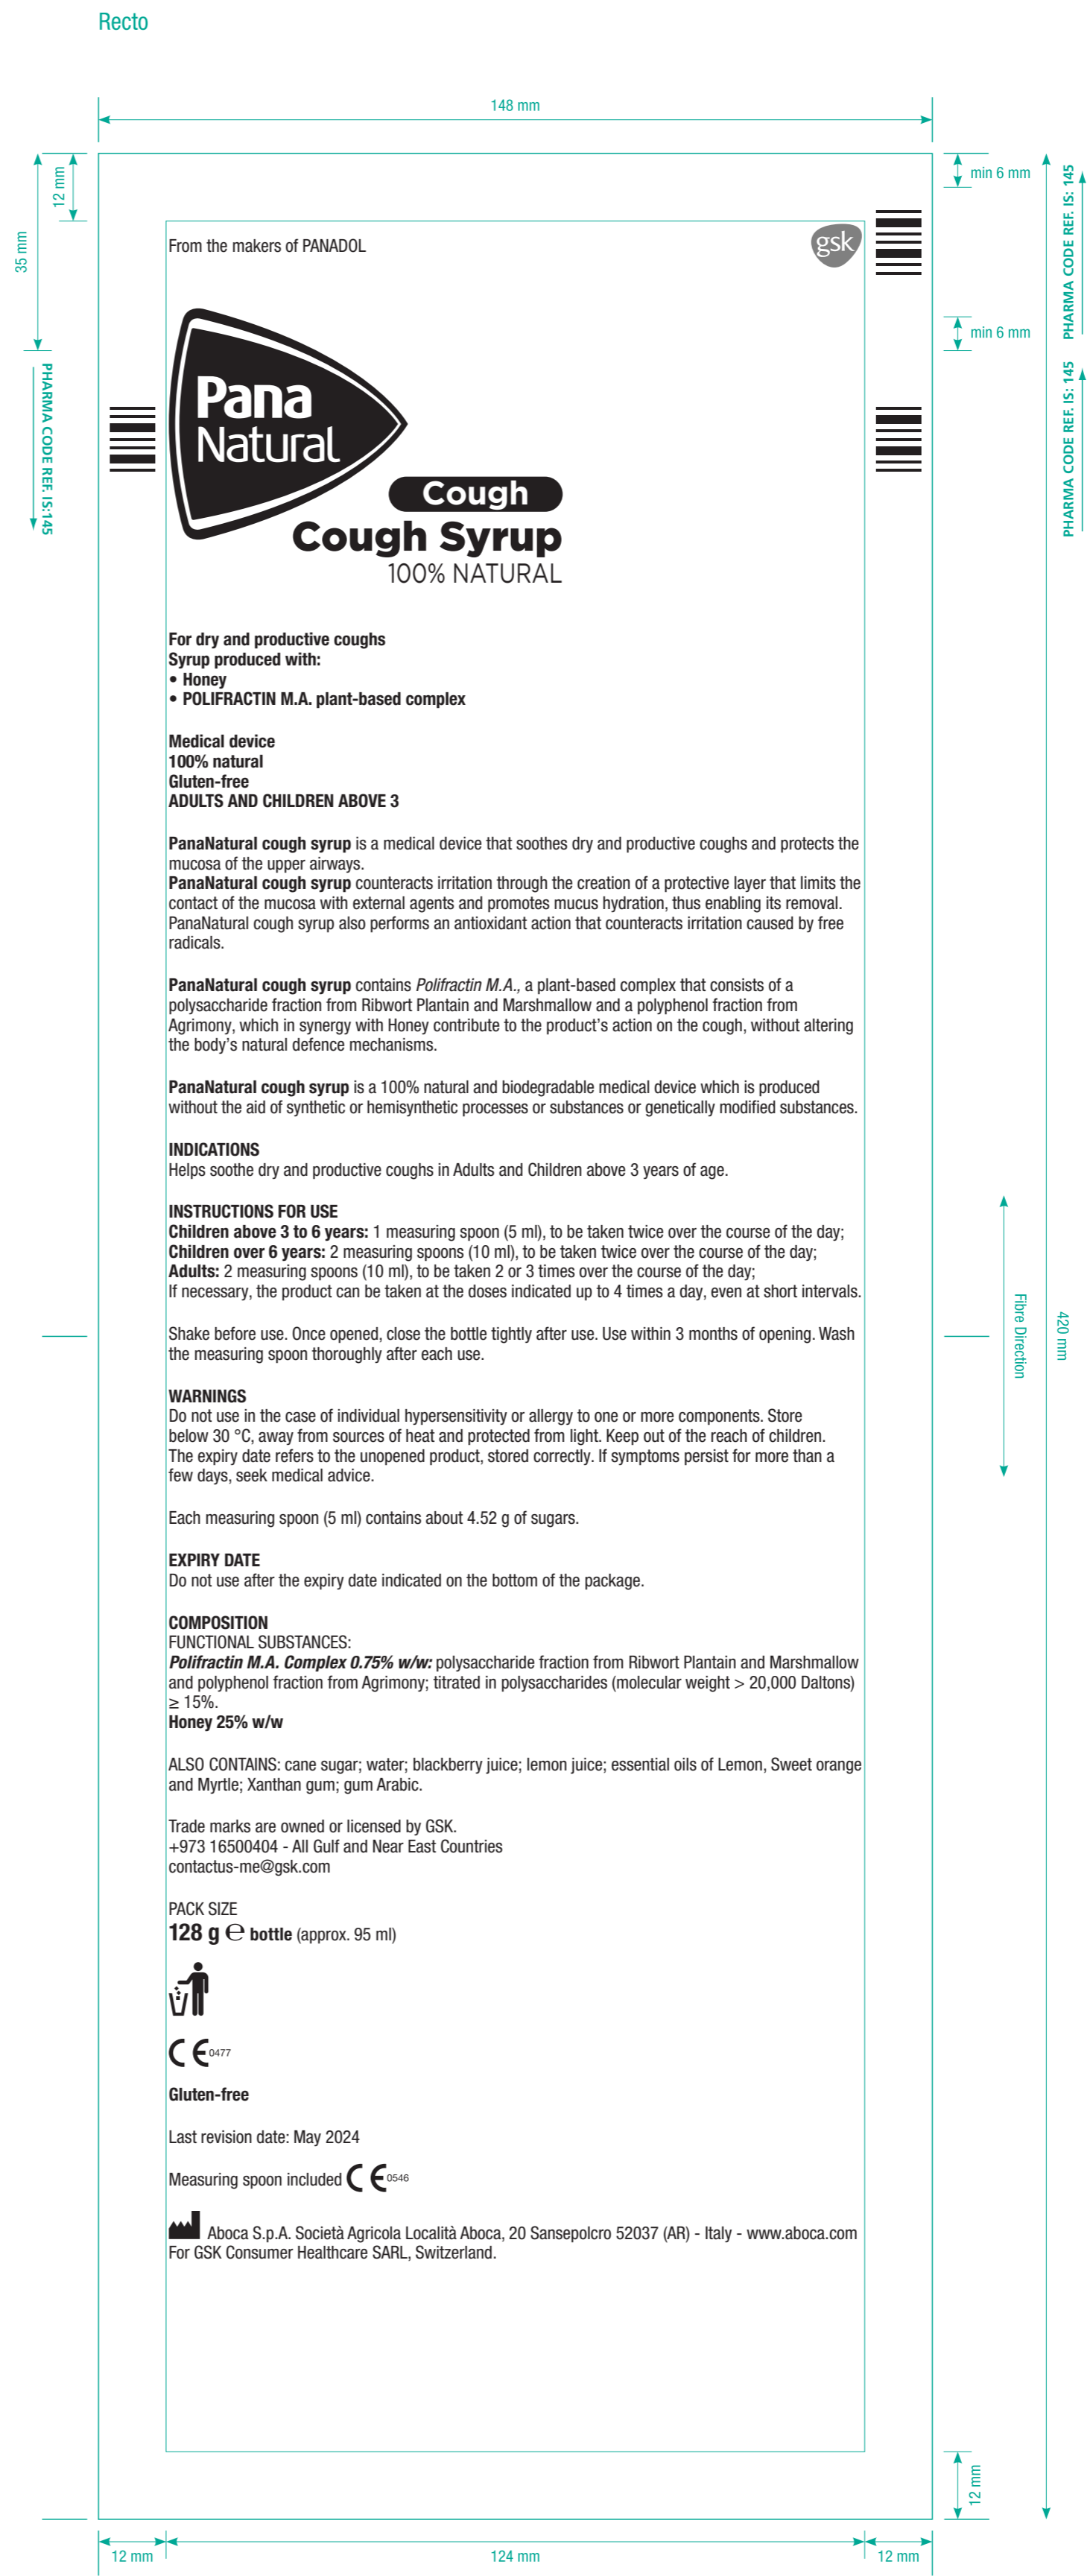 Recto
148 mm
12 mm
35 mm
min 6 mm
min 6 mm
PHARMA CODE REF. IS: 145
PHARMA CODE REF. IS: 145
PHARMA CODE REF. IS:145
From the makers of PANADOL
gsk
Pana
Natural
Cough
Cough Syrup
100% NATURAL
For dry and productive coughs
Syrup produced with:
• Honey
• POLIFRACTIN M.A. plant-based complex
Medical device
100% natural
Gluten-free
ADULTS AND CHILDREN ABOVE 3
PanaNatural cough syrup is a medical device that soothes dry and productive coughs and protects the
mucosa of the upper airways.
PanaNatural cough syrup counteracts irritation through the creation of a protective layer that limits the
contact of the mucosa with external agents and promotes mucus hydration, thus enabling its removal.
PanaNatural cough syrup also performs an antioxidant action that counteracts irritation caused by free
radicals.
PanaNatural cough syrup contains Polifractin M.A., a plant-based complex that consists of a
polysaccharide fraction from Ribwort Plantain and Marshmallow and a polyphenol fraction from
Agrimony, which in synergy with Honey contribute to the product's action on the cough, without altering
the body's natural defence mechanisms.
PanaNatural cough syrup is a 100% natural and biodegradable medical device which is produced
without the aid of synthetic or hemisynthetic processes or substances or genetically modified substances.
INDICATIONS
Helps soothe dry and productive coughs in Adults and Children above 3 years of age.
INSTRUCTIONS FOR USE
Children above 3 to 6 years: 1 measuring spoon (5 ml), to be taken twice over the course of the day;
Children over 6 years: 2 measuring spoons (10 ml), to be taken twice over the course of the day;
Adults: 2 measuring spoons (10 ml), to be taken 2 or 3 times over the course of the day;
If necessary, the product can be taken at the doses indicated up to 4 times a day, even at short intervals.
Shake before use. Once opened, close the bottle tightly after use. Use within 3 months of opening. Wash
the measuring spoon thoroughly after each use.
Fibre Direction
420 mm
WARNINGS
Do not use in the case of individual hypersensitivity or allergy to one or more components. Store
below 30 °C, away from sources of heat and protected from light. Keep out of the reach of children.
The expiry date refers to the unopened product, stored correctly. If symptoms persist for more than a
few days, seek medical advice.
Each measuring spoon (5 ml) contains about 4.52 g of sugars.
EXPIRY DATE
Do not use after the expiry date indicated on the bottom of the package.
COMPOSITION
FUNCTIONAL SUBSTANCES:
Polifractin M.A. Complex 0.75% w/w: polysaccharide fraction from Ribwort Plantain and Marshmallow
and polyphenol fraction from Agrimony; titrated in polysaccharides (molecular weight > 20,000 Daltons)
≥ 15%.
Honey 25% w/w
ALSO CONTAINS: cane sugar; water; blackberry juice; lemon juice; essential oils of Lemon, Sweet orange
and Myrtle; Xanthan gum; gum Arabic.
Trade marks are owned or licensed by GSK.
+973 16500404 - All Gulf and Near East Countries
contactus-me@gsk.com
PACK SIZE
128 g ℮ bottle (approx. 95 ml)
CE 0477
Gluten-free
Last revision date: May 2024
Measuring spoon included CE 0546
Aboca S.p.A. Società Agricola Località Aboca, 20 Sansepolcro 52037 (AR) - Italy - www.aboca.com
For GSK Consumer Healthcare SARL, Switzerland.
12 mm
12 mm
124 mm
12 mm